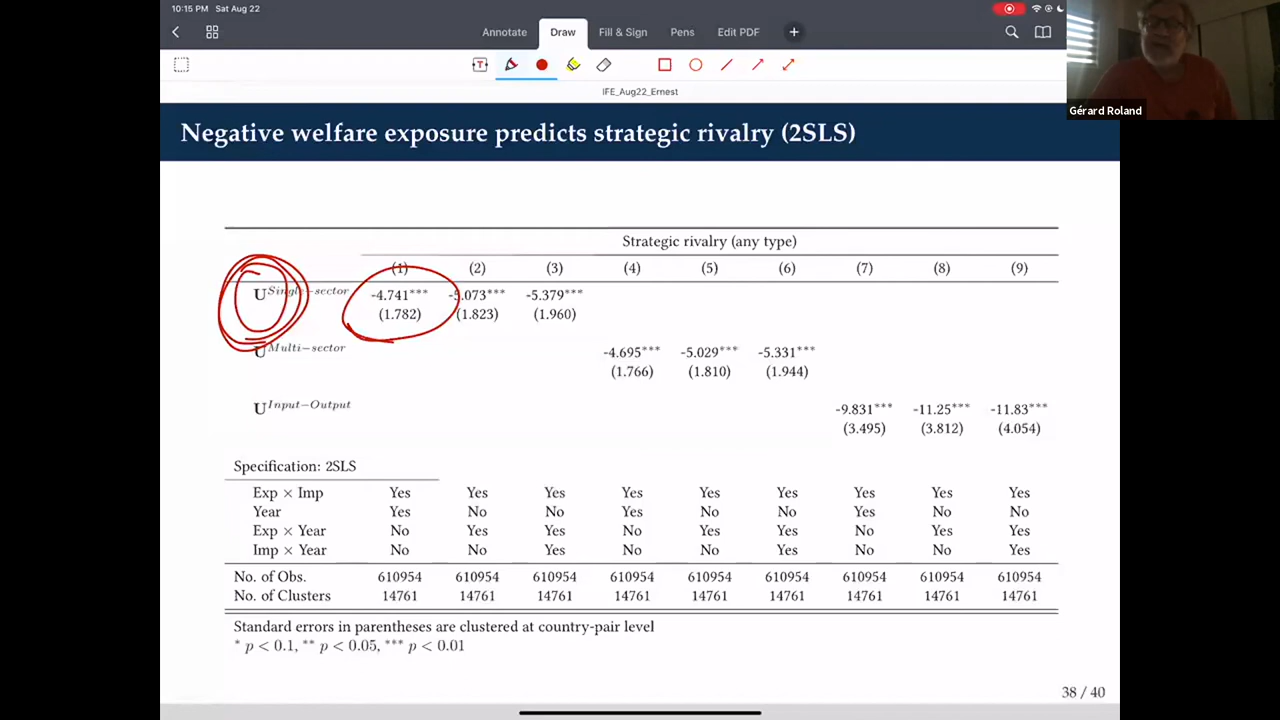 10:15 PM Sat Aug 22
Annotate Draw Fill & Sign Pens Edit PDF +
T
IFE_Aug22_Ernest
Gérard Roland
Negative welfare exposure predicts strategic rivalry (2SLS)
Strategic rivalry (any type)
(1) (2) (3) (4) (5) (6) (7) (8) (9)
U^Single-sector -4.741*** -5.073*** -5.379***
(1.782) (1.823) (1.960)
U^Multi-sector -4.695*** -5.029*** -5.331***
(1.766) (1.810) (1.944)
U^Input-Output -9.831*** -11.25*** -11.83***
(3.495) (3.812) (4.054)
Specification: 2SLS
Exp × Imp Yes Yes Yes Yes Yes Yes Yes Yes Yes
Year Yes No No Yes No No Yes No No
Exp × Year No Yes Yes No Yes Yes No Yes Yes
Imp × Year No No Yes No No Yes No No Yes
No. of Obs. 610954 610954 610954 610954 610954 610954 610954 610954 610954
No. of Clusters 14761 14761 14761 14761 14761 14761 14761 14761 14761
Standard errors in parentheses are clustered at country-pair level
* p < 0.1, ** p < 0.05, *** p < 0.01
38 / 40